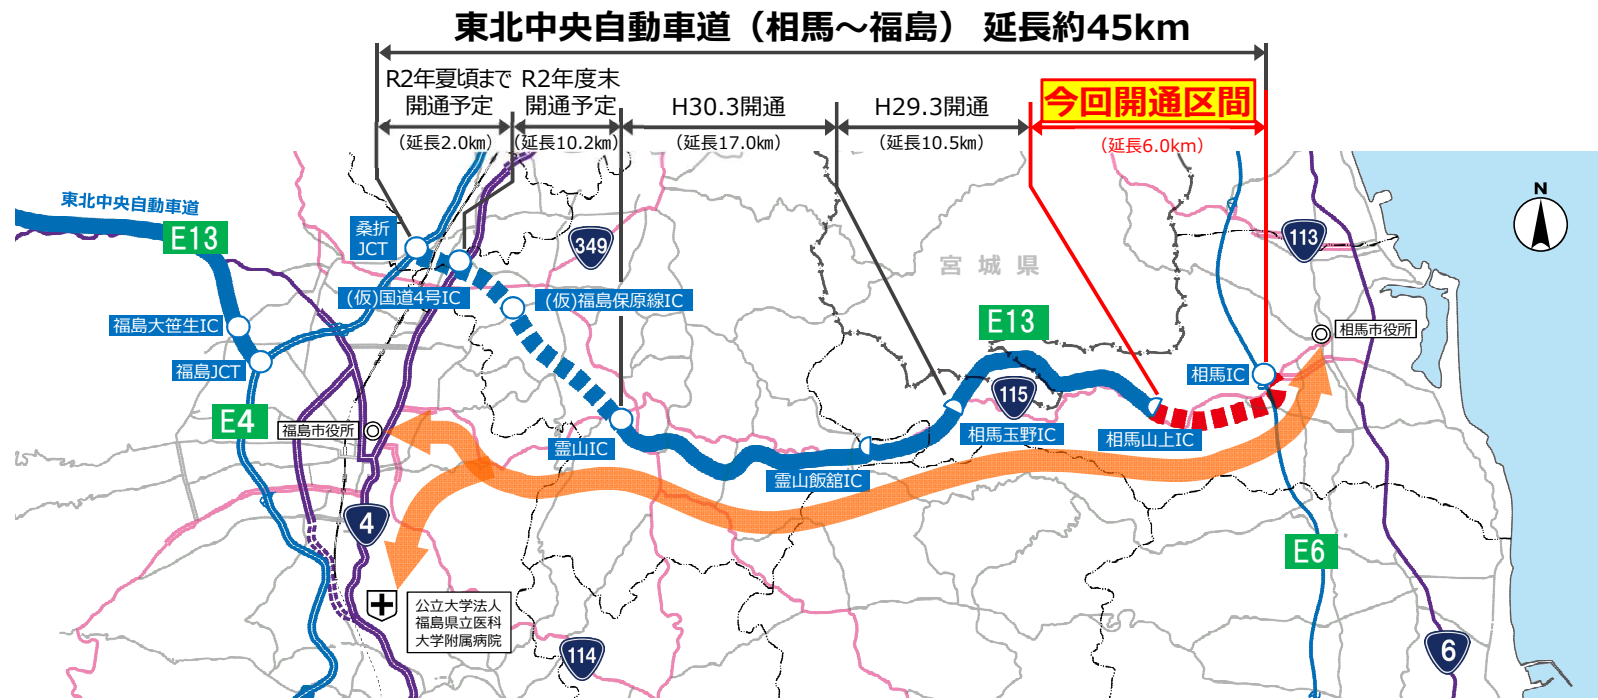 東北中央自動車道（相馬～福島） 延長約45km
R2年夏頃まで
開通予定
(延長2.0㎞)
R2年度末
開通予定
(延長10.2㎞)
H30.3開通
(延長17.0㎞)
H29.3開通
(延長10.5㎞)
今回開通区間
(延長6.0㎞)
東北中央自動車道
E13
桑折
JCT
349
宮城県
113
N
(仮)国道4号IC
(仮)福島保原線IC
福島大笹生IC
E13
相馬市役所
福島JCT
相馬IC
115
E4
福島市役所
霊山IC
相馬玉野IC
相馬山上IC
霊山飯舘IC
4
E6
公立大学法人
福島県立医科
大学附属病院
114
6